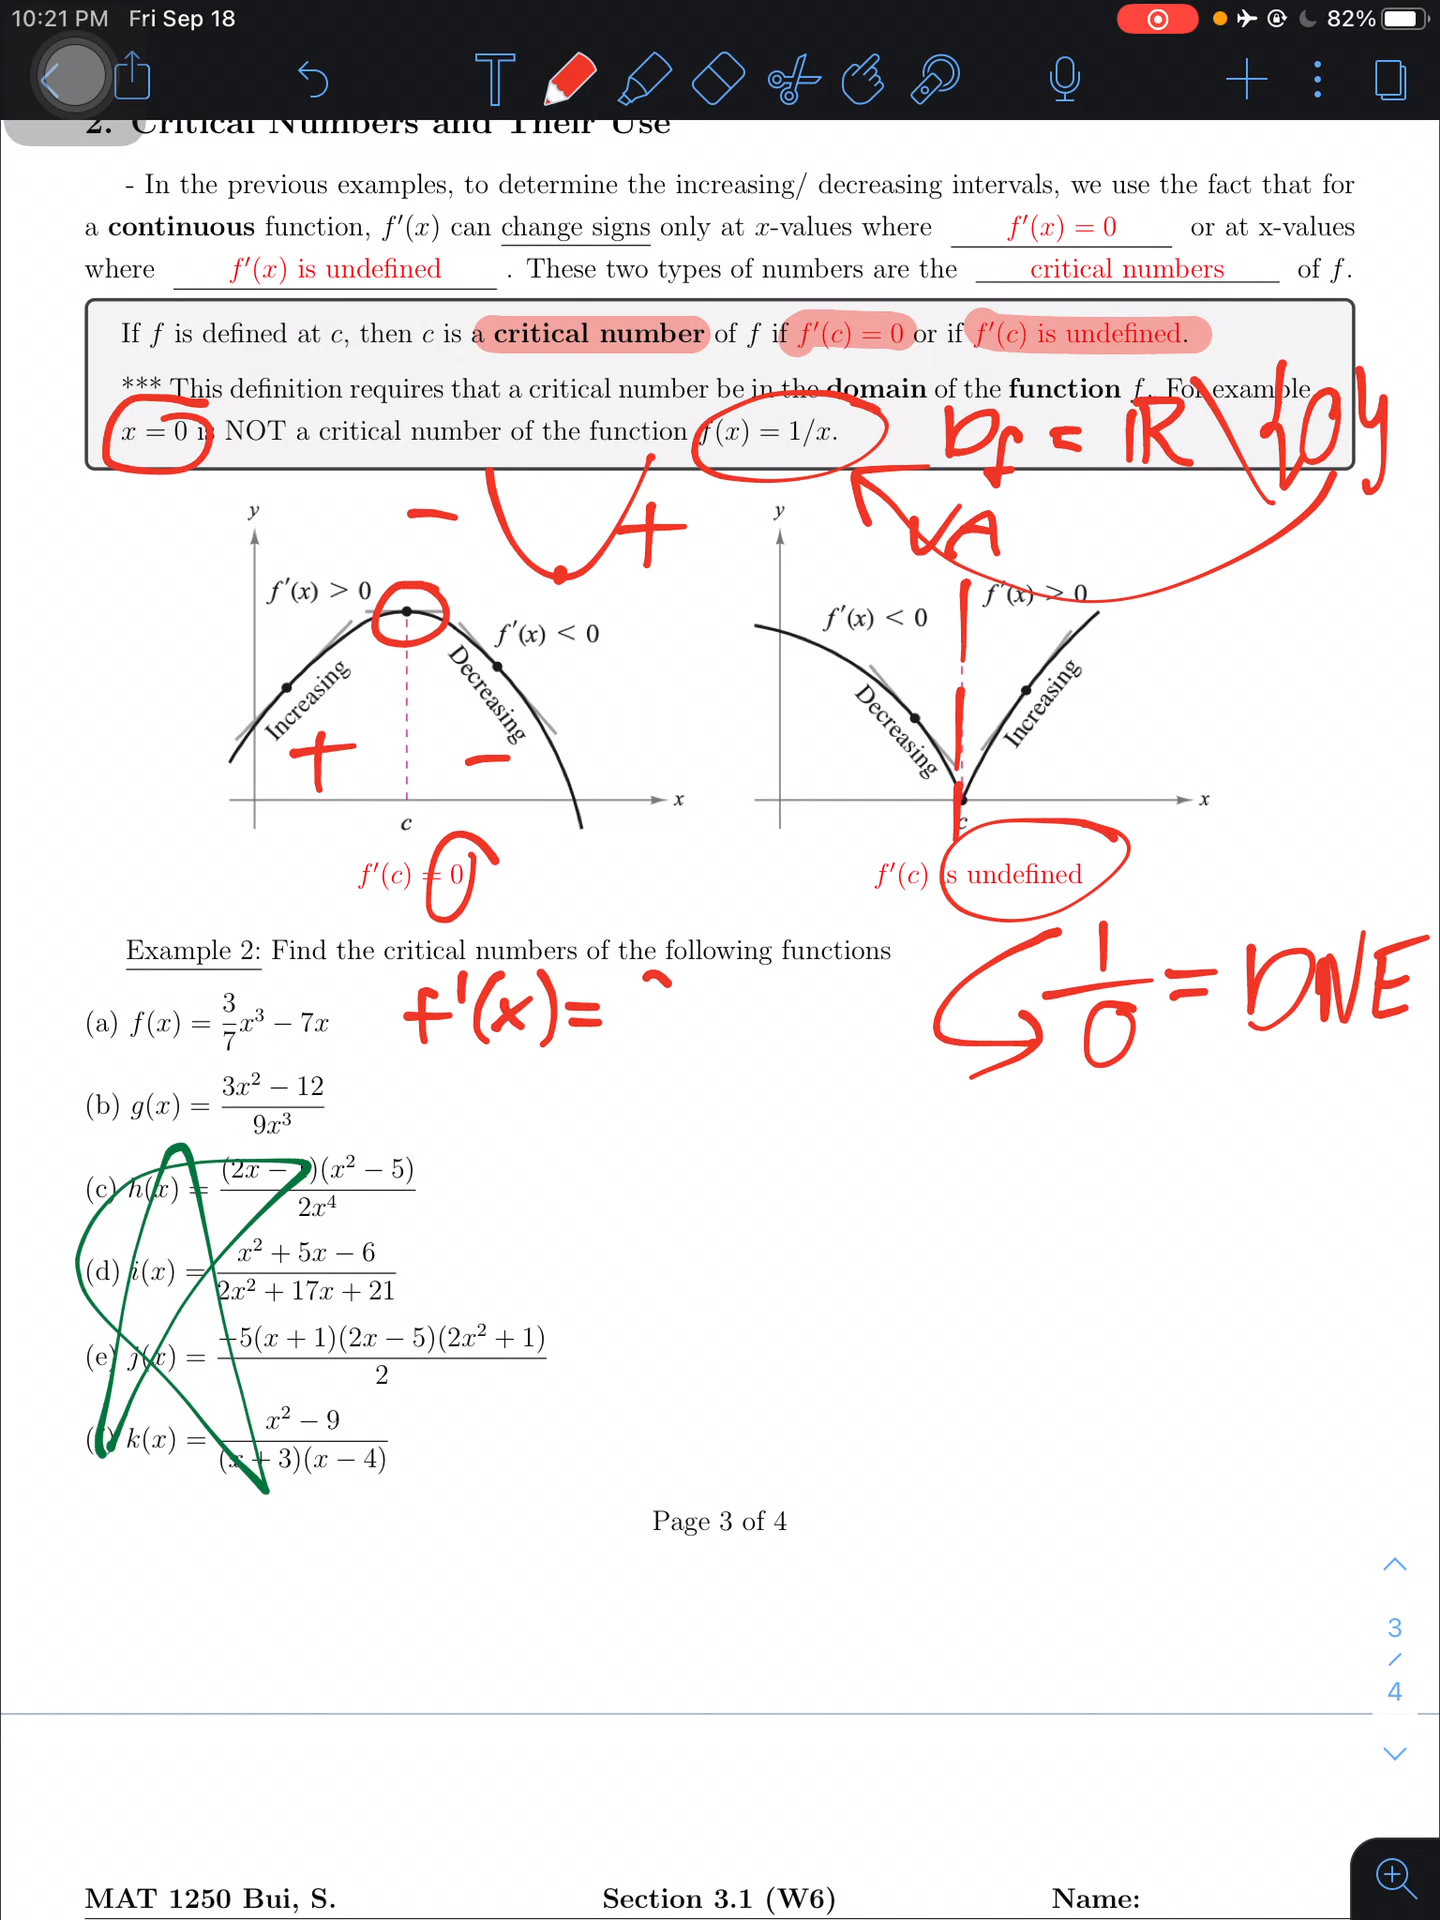 10:21 PM Fri Sep 18 82%
2. Critical Numbers and Their Use
- In the previous examples, to determine the increasing/ decreasing intervals, we use the fact that for
a continuous function, f′(x) can change signs only at x-values where f′(x) = 0 or at x-values
where f′(x) is undefined . These two types of numbers are the critical numbers of f.
If f is defined at c, then c is a critical number of f if f′(c) = 0 or if f′(c) is undefined.
*** This definition requires that a critical number be in the domain of the function f. For example
x = 0 is NOT a critical number of the function f(x) = 1/x.
Df = ℝ \ {0}
VA
− +
y
f′(x) > 0
f′(x) < 0
Increasing
Decreasing
+ −
x
c
f′(c) = 0
y
f′(x) < 0
f′(x) > 0
Decreasing
Increasing
x
c
f′(c) is undefined
1/0 = DNE
Example 2: Find the critical numbers of the following functions
f'(x) =
(a) f(x) = 3/7 x³ − 7x
(b) g(x) = 3x² − 12 / 9x³
(c) h(x) = (2x − )(x² − 5) / 2x⁴
(d) i(x) = x² + 5x − 6 / 2x² + 17x + 21
(e) j(x) = −5(x + 1)(2x − 5)(2x² + 1) / 2
k(x) = x² − 9 / (x + 3)(x − 4)
Page 3 of 4
3
/
4
MAT 1250 Bui, S. Section 3.1 (W6) Name: